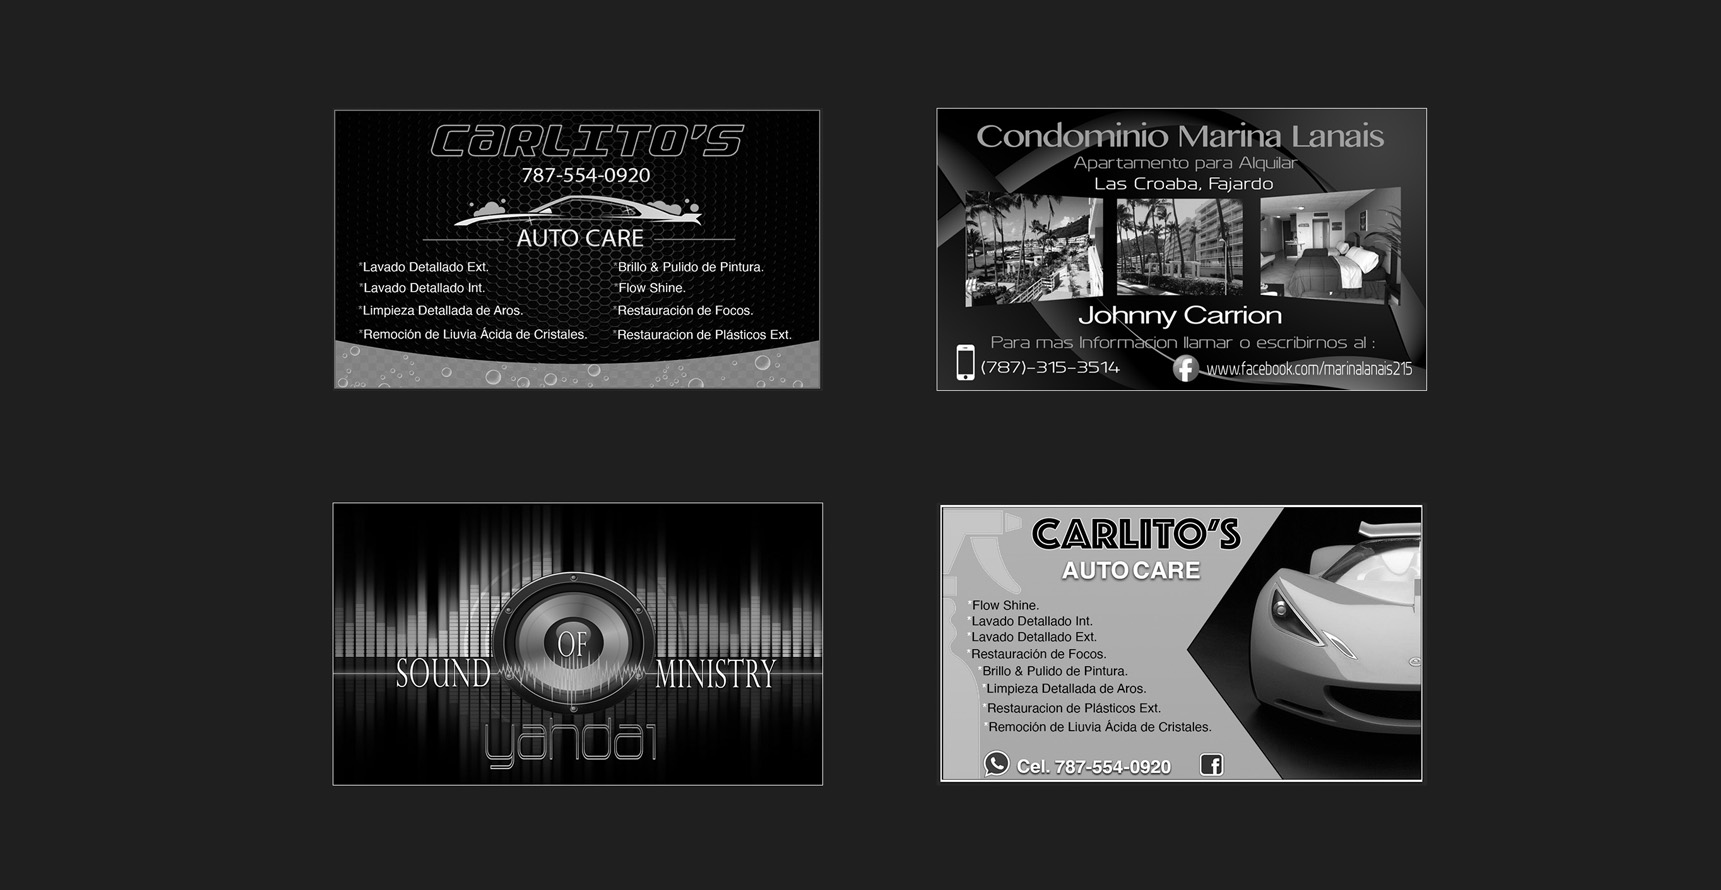 CARLITO'S
787-554-0920
AUTO CARE
*Lavado Detallado Ext.
*Lavado Detallado Int.
*Limpieza Detallada de Aros.
*Remoción de Liuvia Ácida de Cristales.
*Brillo & Pulido de Pintura.
*Flow Shine.
*Restauración de Focos.
*Restauracion de Plásticos Ext.
Condominio Marina Lanais
Apartamento para Alquilar
Las Croaba, Fajardo
Johnny Carrion
Para mas Informacion llamar o escribirnos al :
(787)-315-3514
www.facebook.com/marinalanais215
SOUND OF MINISTRY
yahda1
CARLITO'S
AUTO CARE
*Flow Shine.
*Lavado Detallado Int.
*Lavado Detallado Ext.
*Restauración de Focos.
*Brillo & Pulido de Pintura.
*Limpieza Detallada de Aros.
*Restauracion de Plásticos Ext.
*Remoción de Liuvia Ácida de Cristales.
Cel. 787-554-0920